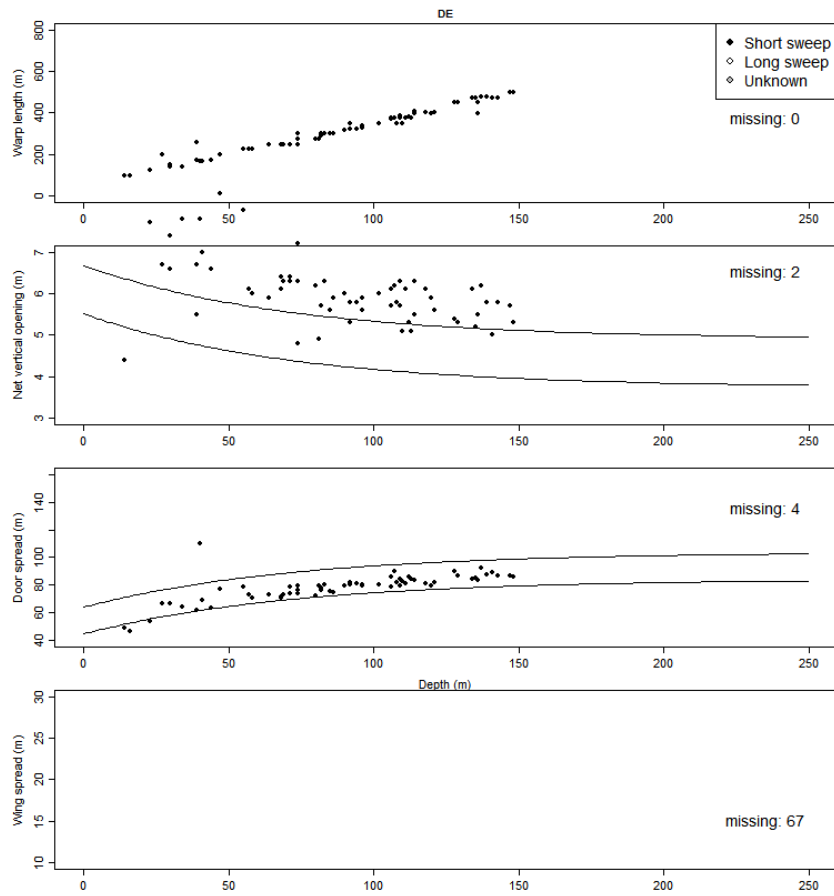 DE
Warp length (m)
800
600
400
200
0
Short sweep
Long sweep
Unknown
missing: 0
0 50 100 150 200 250
Net vertical opening (m)
7
6
5
4
3
missing: 2
0 50 100 150 200 250
Door spread (m)
140
100
80
60
40
missing: 4
0 50 100 150 200 250
Depth (m)
Wing spread (m)
30
25
20
15
10
missing: 67
0 50 100 150 200 250